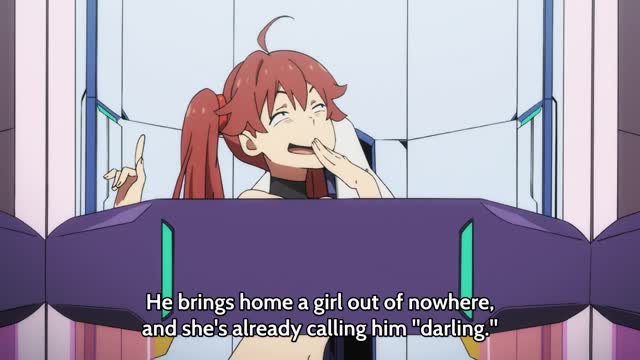 He brings home a girl out of nowhere,
and she's already calling him "darling."